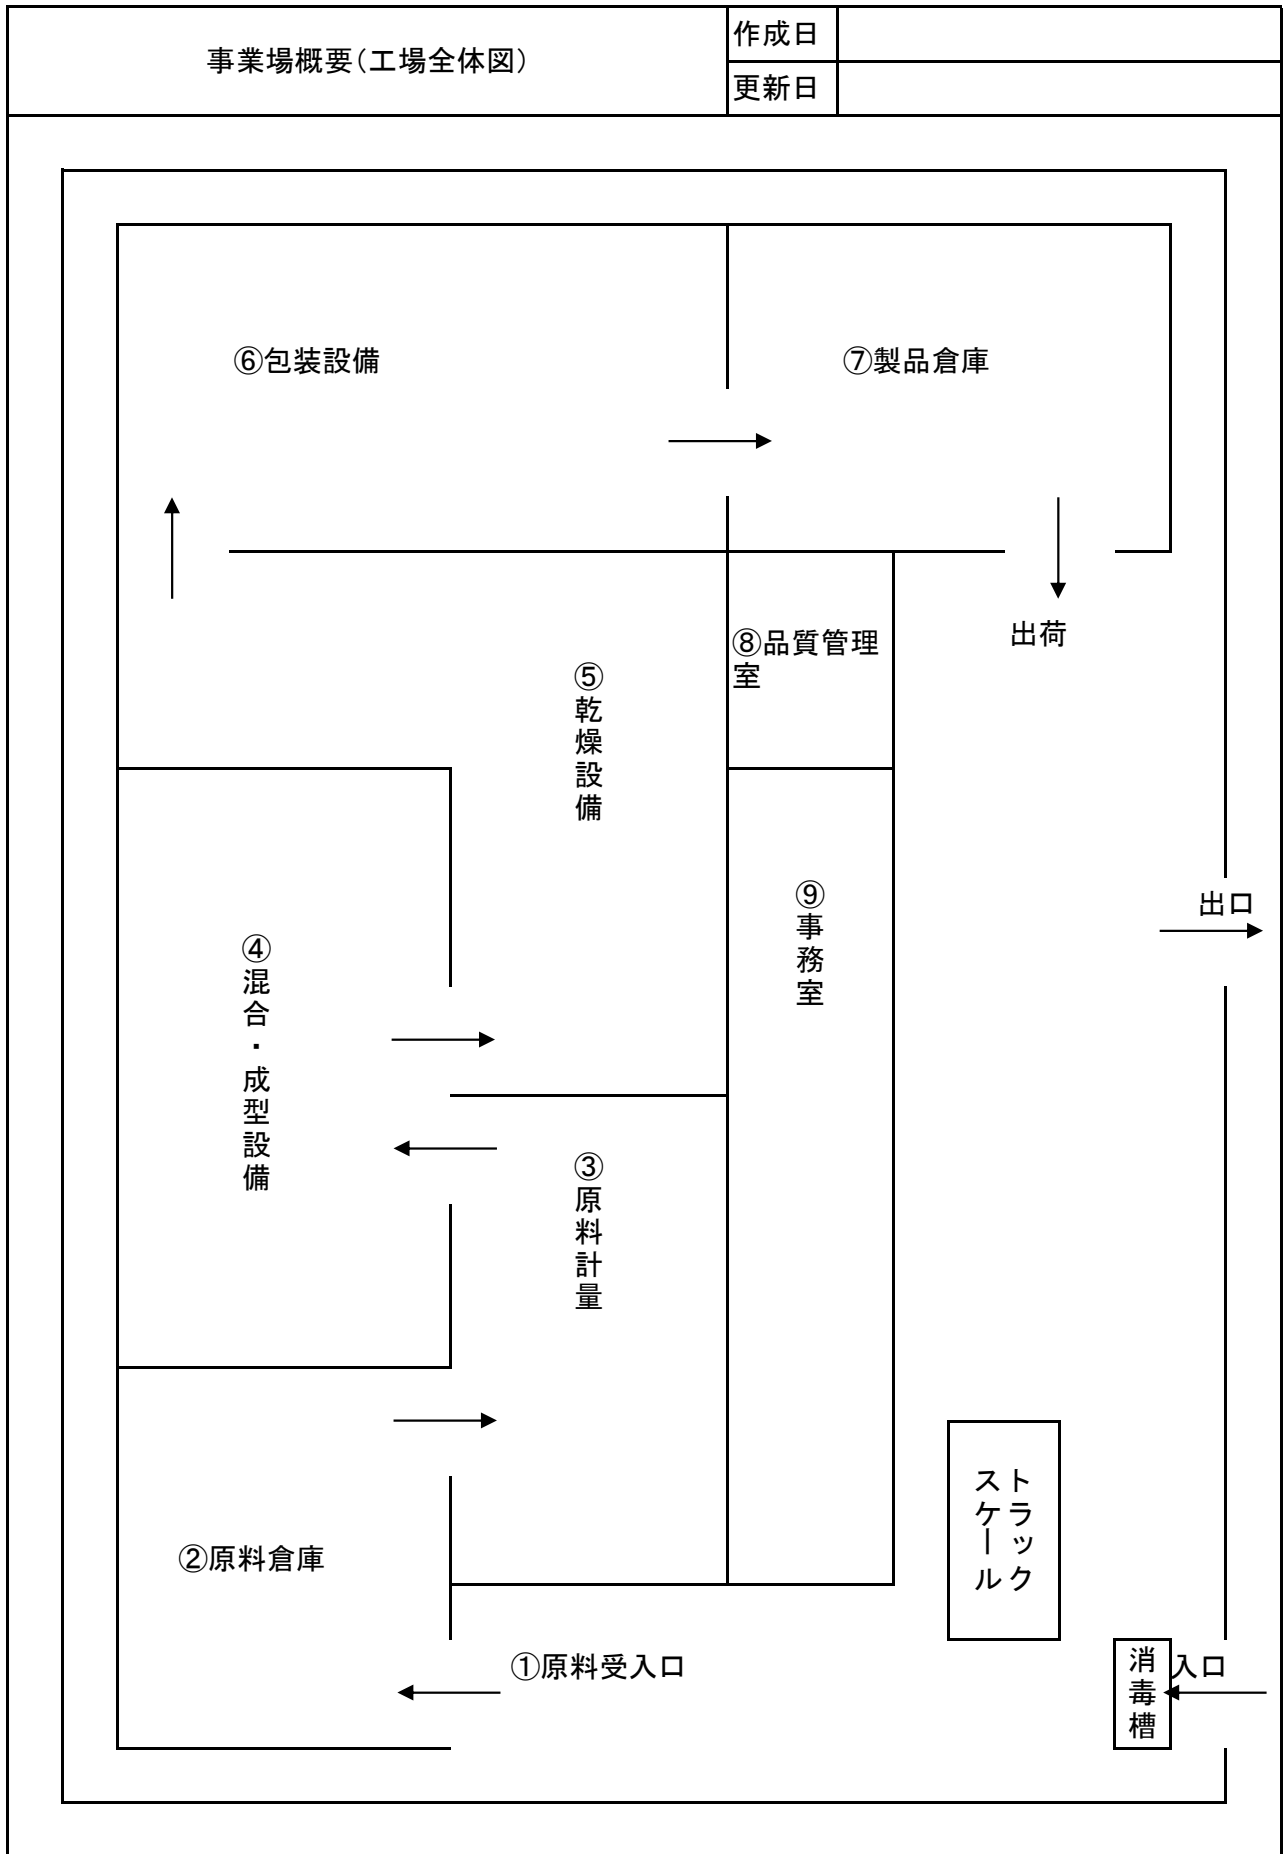 事業場概要（工場全体図）
作成日
更新日
⑥包装設備
⑦製品倉庫
出荷
⑧品質管理
室
⑤乾燥設備
⑨事務室
出口
④混合・成型設備
③原料計量
トラック
スケール
②原料倉庫
①原料受入口
消毒槽
入口